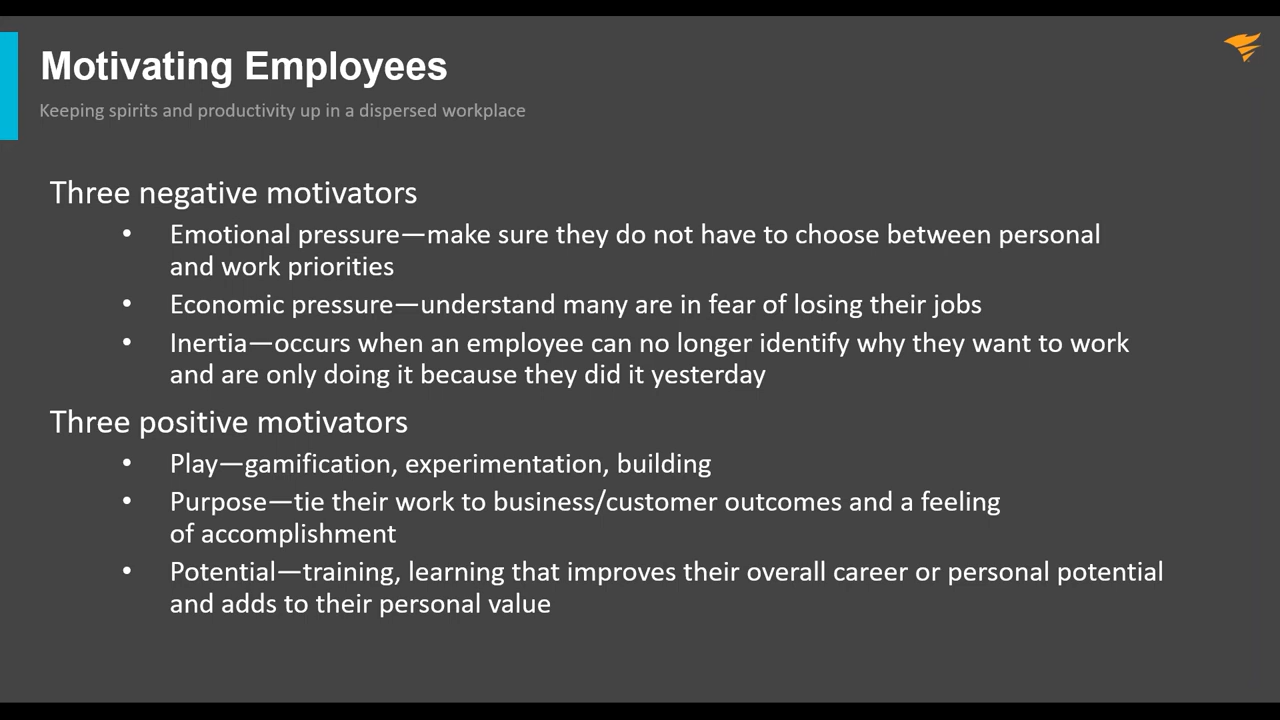 Motivating Employees
Keeping spirits and productivity up in a dispersed workplace
Three negative motivators
• Emotional pressure—make sure they do not have to choose between personal
and work priorities
• Economic pressure—understand many are in fear of losing their jobs
• Inertia—occurs when an employee can no longer identify why they want to work
and are only doing it because they did it yesterday
Three positive motivators
• Play—gamification, experimentation, building
• Purpose—tie their work to business/customer outcomes and a feeling
of accomplishment
• Potential—training, learning that improves their overall career or personal potential
and adds to their personal value